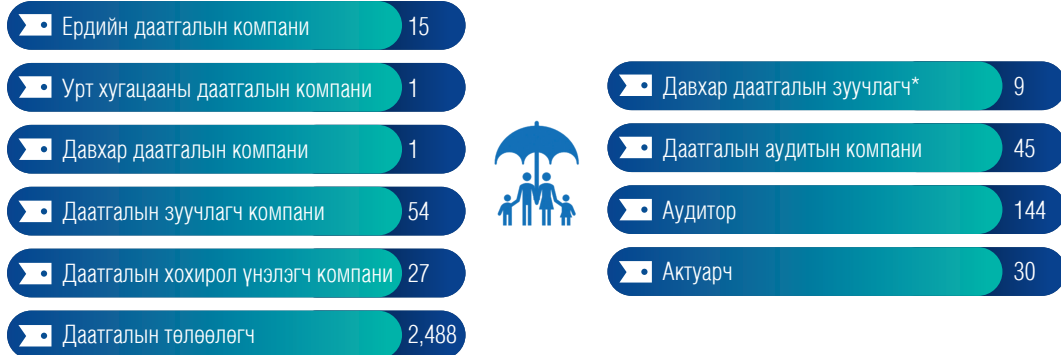 Ердийн даатгалын компани 15
Урт хугацааны даатгалын компани 1
Давхар даатгалын компани 1
Даатгалын зуучлагч компани 54
Даатгалын хохирол үнэлэгч компани 27
Даатгалын төлөөлөгч 2,488
Давхар даатгалын зуучлагч* 9
Даатгалын аудитын компани 45
Аудитор 144
Актуарч 30